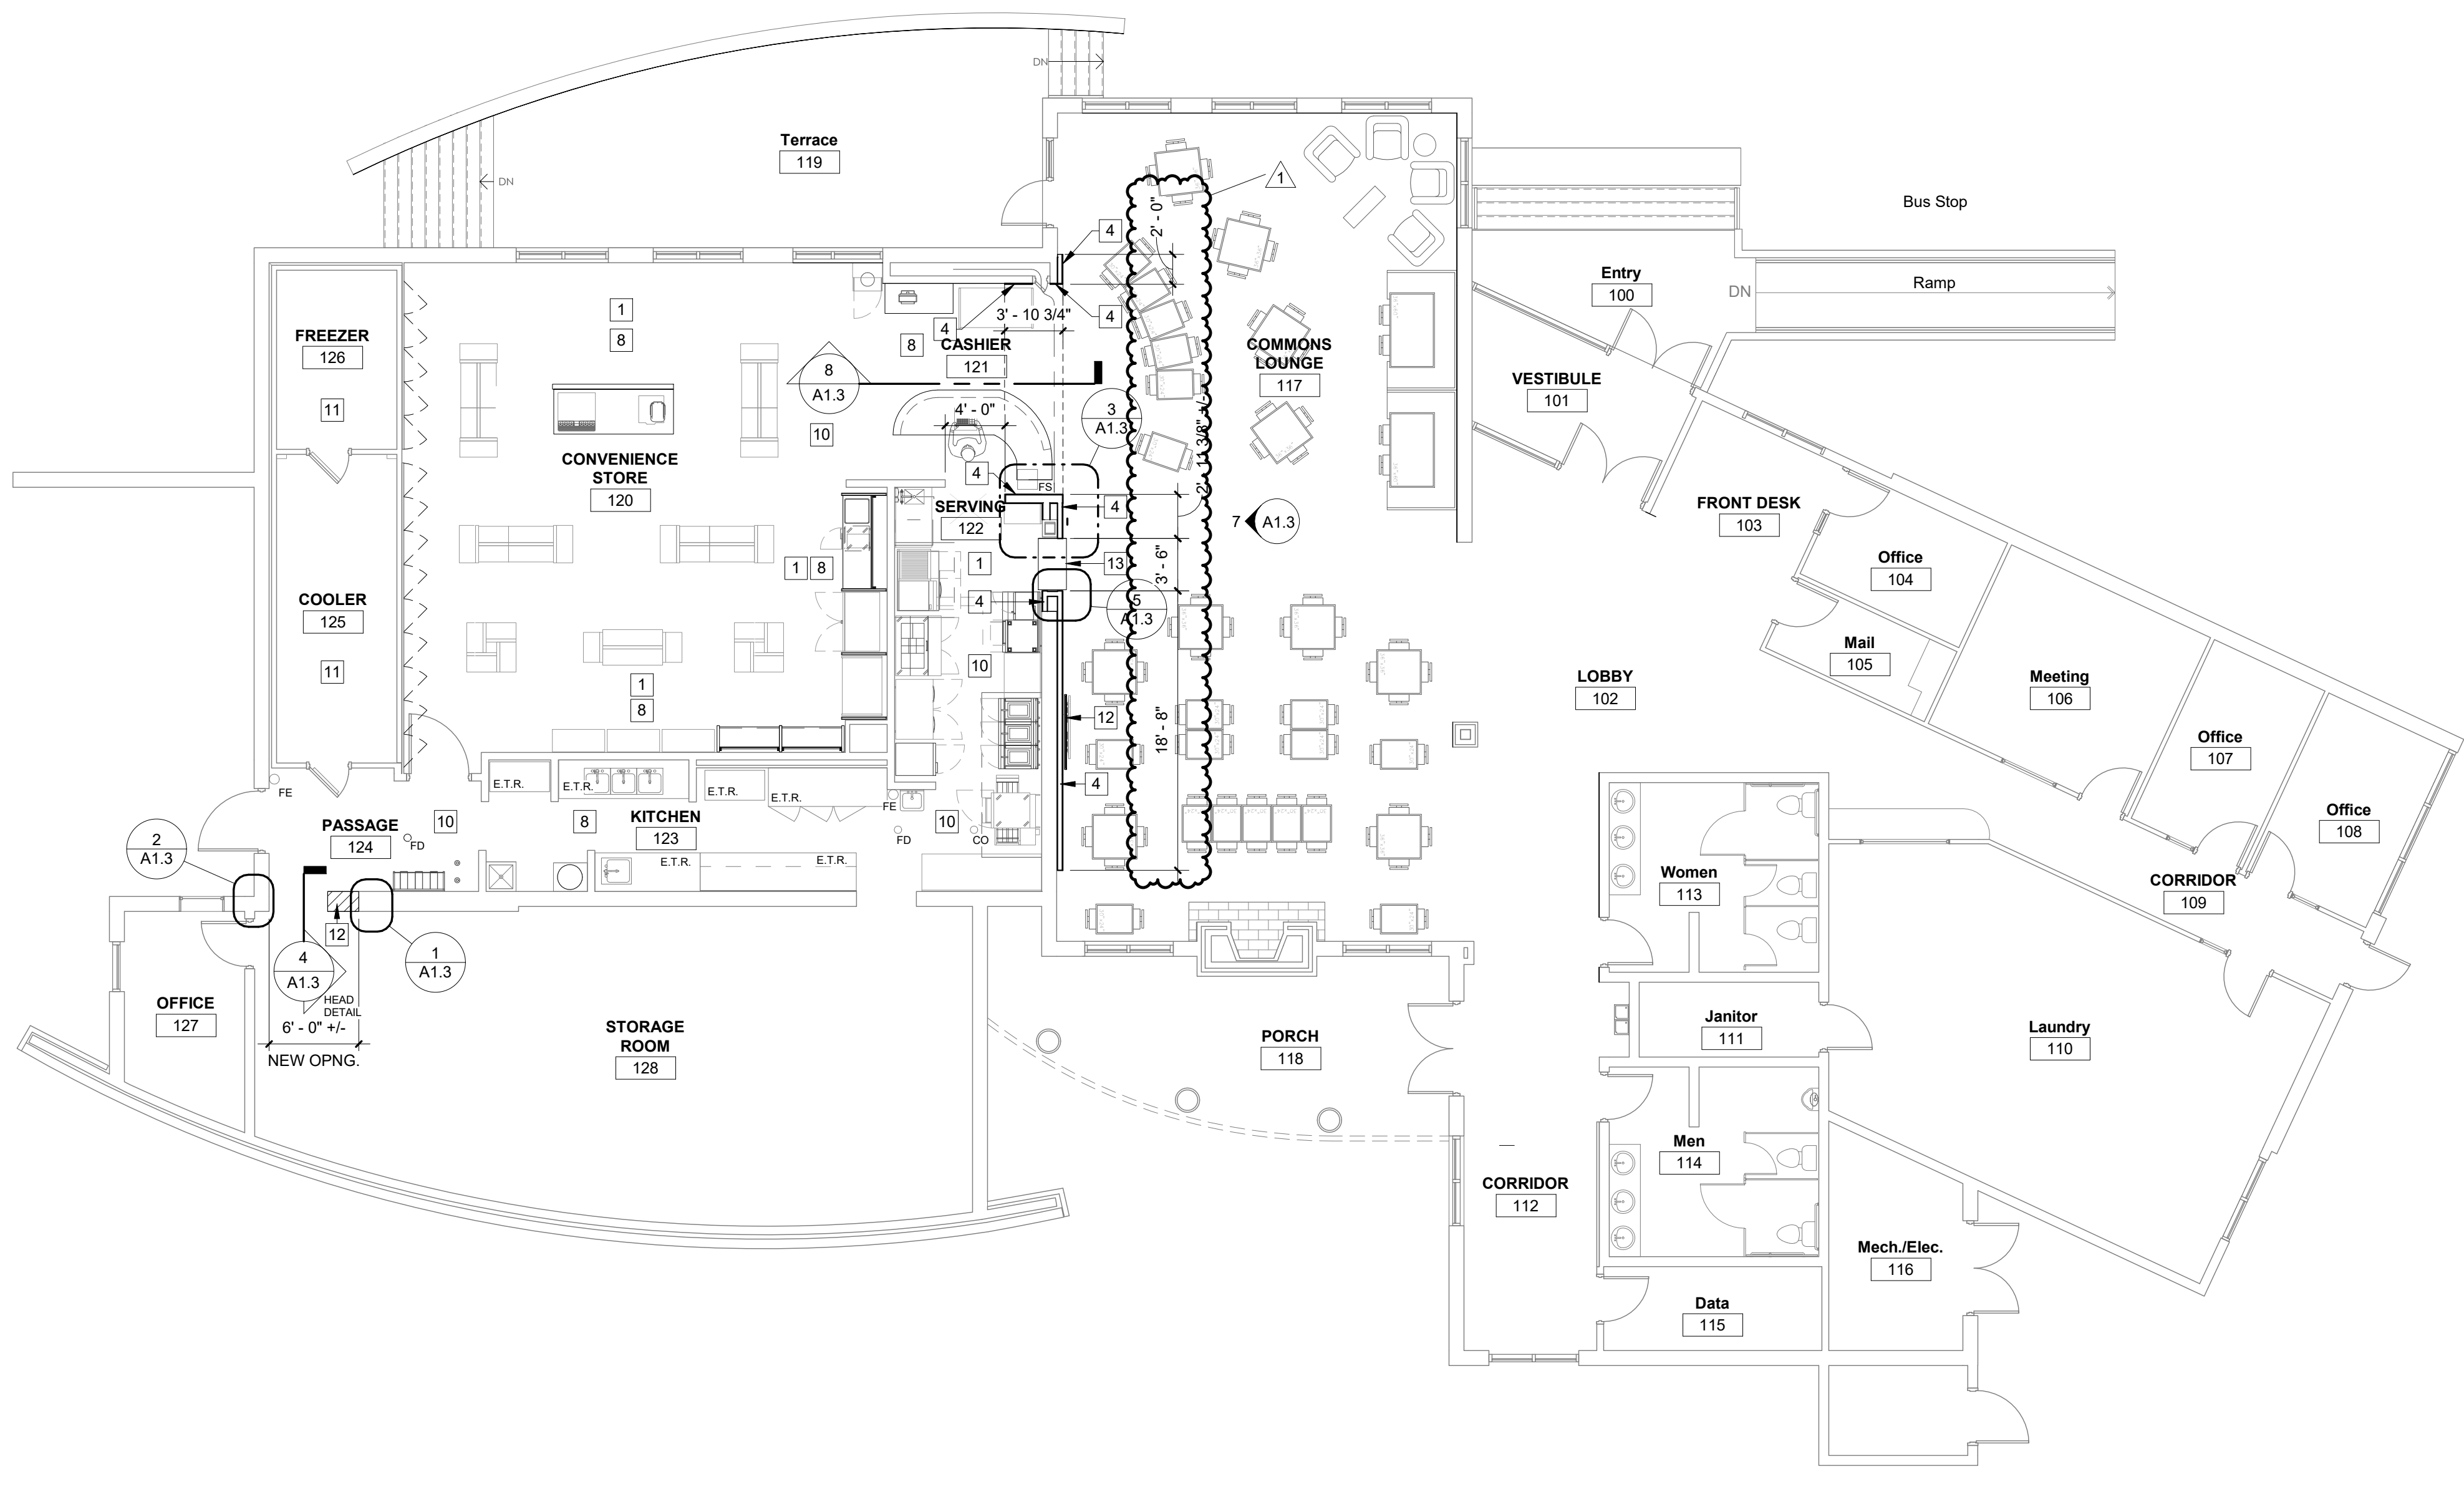 DN
Terrace
119
DN
1
Bus Stop
2' - 0"
4
Entry
100
DN
Ramp
1
8
4
4
3' - 10 3/4"
8
CASHIER
121
FREEZER
126
COMMONS
LOUNGE
117
8
A1.3
VESTIBULE
101
11
4' - 0"
3
A1.3
10
2' - 11 3/8" +/-
CONVENIENCE
STORE
120
4
FS
SERVING
122
4
7
A1.3
FRONT DESK
103
1
8
1
13
3' - 6"
Office
104
COOLER
125
4
5
A1.3
Mail
105
11
10
LOBBY
102
Meeting
106
1
8
12
18' - 8"
Office
107
E.T.R.
E.T.R.
E.T.R.
E.T.R.
4
FE
FE
Office
108
PASSAGE
124
10
8
KITCHEN
123
10
2
A1.3
FD
FD
CO
E.T.R.
E.T.R.
Women
113
CORRIDOR
109
12
4
A1.3
1
A1.3
OFFICE
127
HEAD
DETAIL
6' - 0" +/-
NEW OPNG.
STORAGE
ROOM
128
PORCH
118
Janitor
111
Laundry
110
Men
114
CORRIDOR
112
Mech./Elec.
116
Data
115